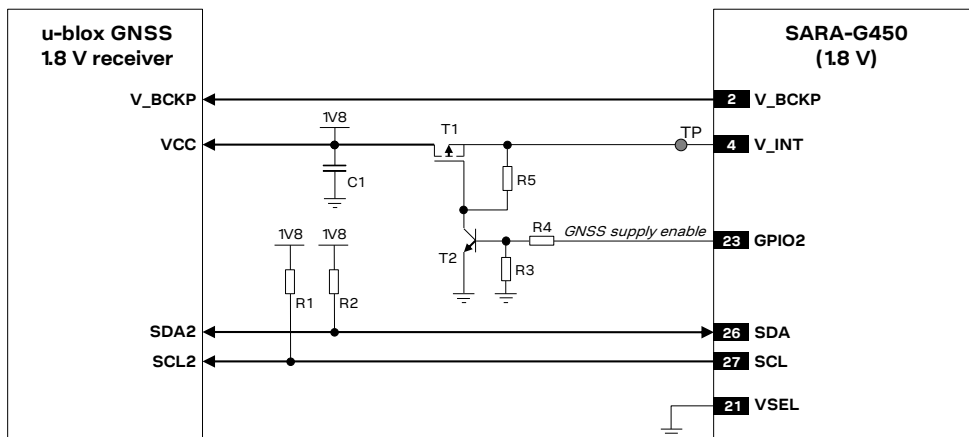 u-blox GNSS
1.8 V receiver
SARA-G450
(1.8 V)
V_BCKP
2 V_BCKP
1V8
T1
TP
VCC
4 V_INT
C1
R5
1V8
1V8
R4
GNSS supply enable
23 GPIO2
T2
R3
R1
R2
SDA2
26 SDA
SCL2
27 SCL
21 VSEL